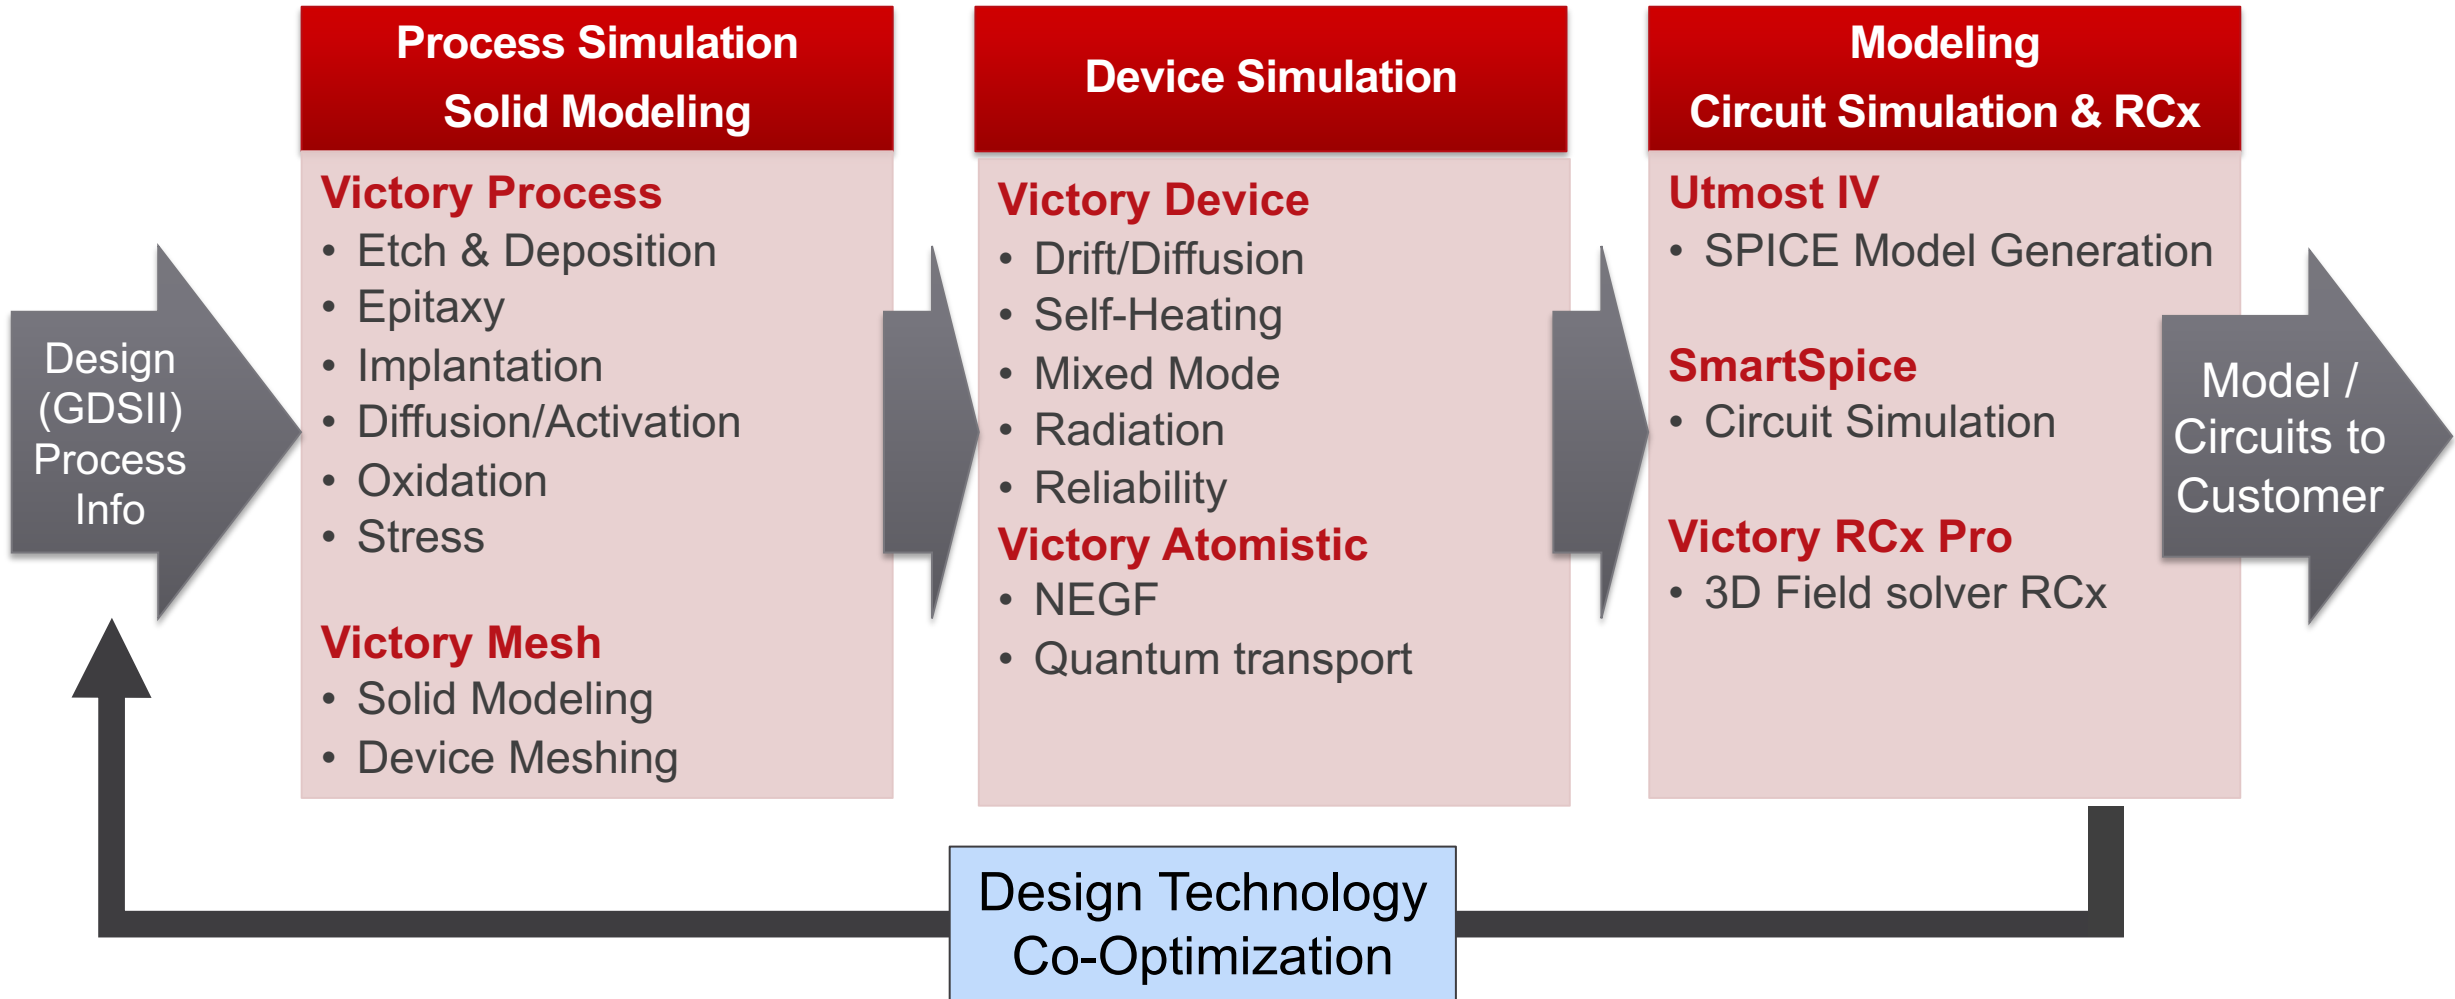 Design
(GDSII)
Process
Info
Process Simulation
Solid Modeling
Victory Process
• Etch & Deposition
• Epitaxy
• Implantation
• Diffusion/Activation
• Oxidation
• Stress
Victory Mesh
• Solid Modeling
• Device Meshing
Device Simulation
Victory Device
• Drift/Diffusion
• Self-Heating
• Mixed Mode
• Radiation
• Reliability
Victory Atomistic
• NEGF
• Quantum transport
Modeling
Circuit Simulation & RCx
Utmost IV
• SPICE Model Generation
SmartSpice
• Circuit Simulation
Victory RCx Pro
• 3D Field solver RCx
Model /
Circuits to
Customer
Design Technology
Co-Optimization